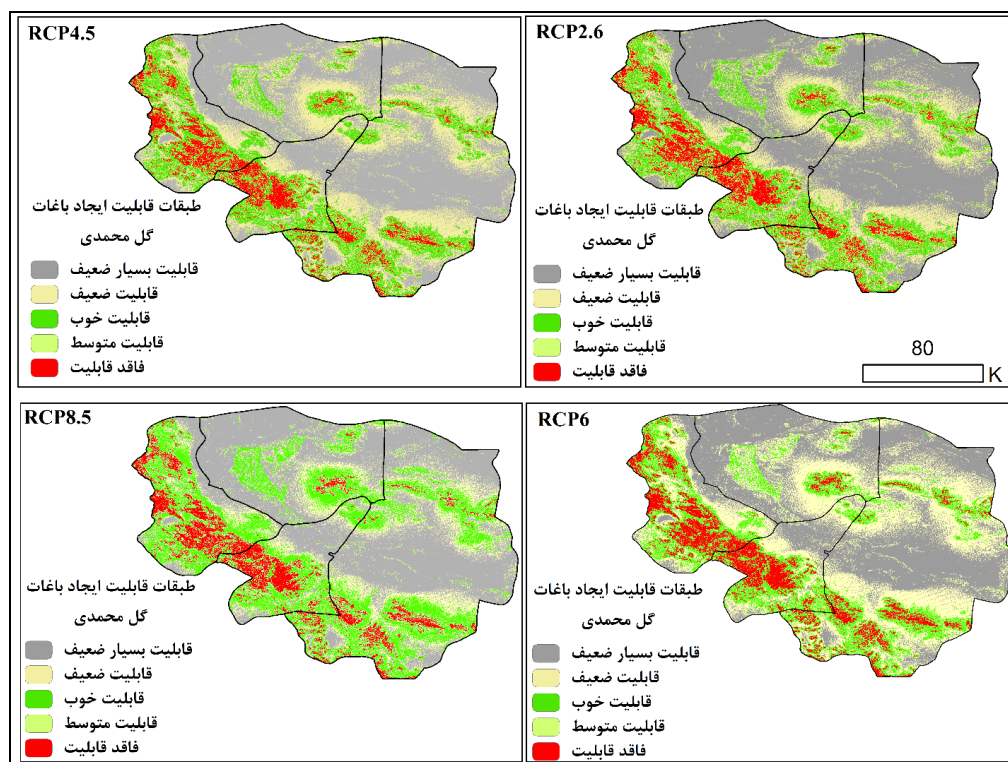 RCP4.5
طبقات قابلیت ایجاد باغات
گل محمدی
قابلیت بسیار ضعیف
قابلیت ضعیف
قابلیت خوب
قابلیت متوسط
فاقد قابلیت
RCP2.6
طبقات قابلیت ایجاد باغات
گل محمدی
قابلیت بسیار ضعیف
قابلیت ضعیف
قابلیت خوب
قابلیت متوسط
فاقد قابلیت
80
K
RCP8.5
طبقات قابلیت ایجاد باغات
گل محمدی
قابلیت بسیار ضعیف
قابلیت ضعیف
قابلیت خوب
قابلیت متوسط
فاقد قابلیت
RCP6
طبقات قابلیت ایجاد باغات
گل محمدی
قابلیت بسیار ضعیف
قابلیت ضعیف
قابلیت خوب
قابلیت متوسط
فاقد قابلیت